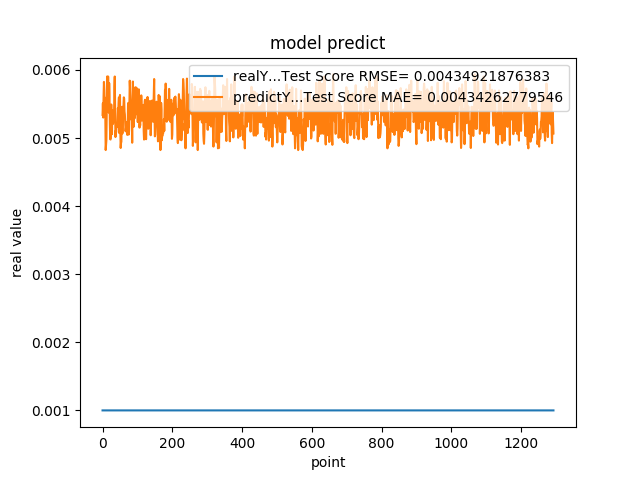 model predict
realY...Test Score RMSE= 0.00434921876383
predictY...Test Score MAE= 0.00434262779546
0.006
0.005
0.004
0.003
0.002
0.001
real value
0 200 400 600 800 1000 1200
point